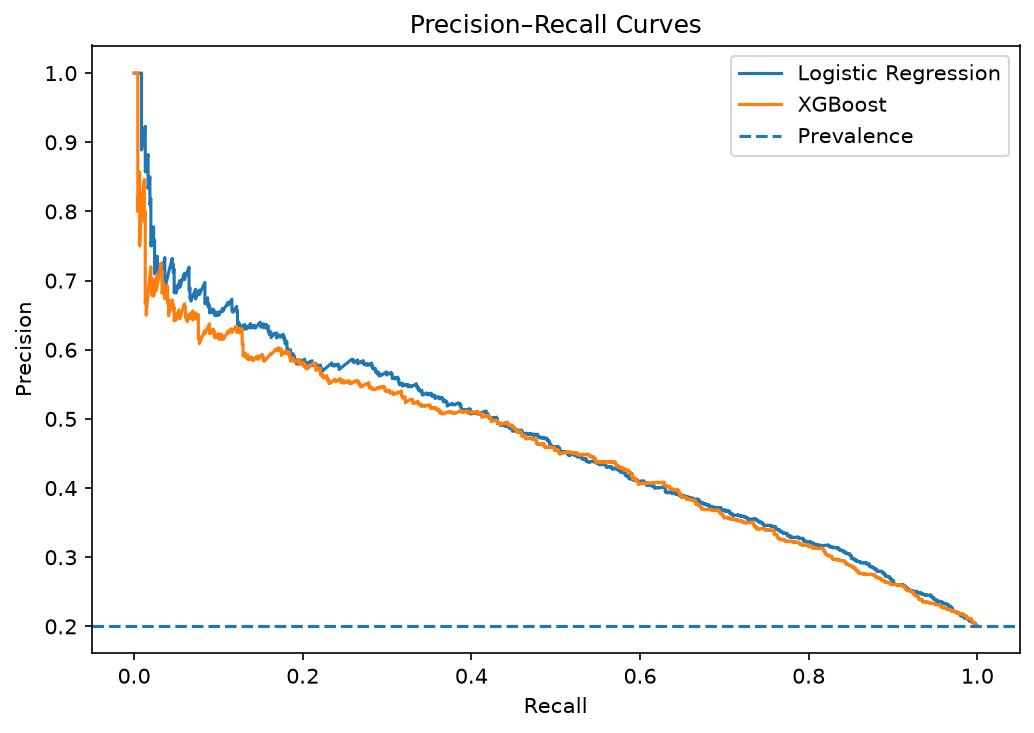 Precision–Recall Curves
Logistic Regression
XGBoost
Prevalence
Precision
1.0
0.9
0.8
0.7
0.6
0.5
0.4
0.3
0.2
0.0 0.2 0.4 0.6 0.8 1.0
Recall